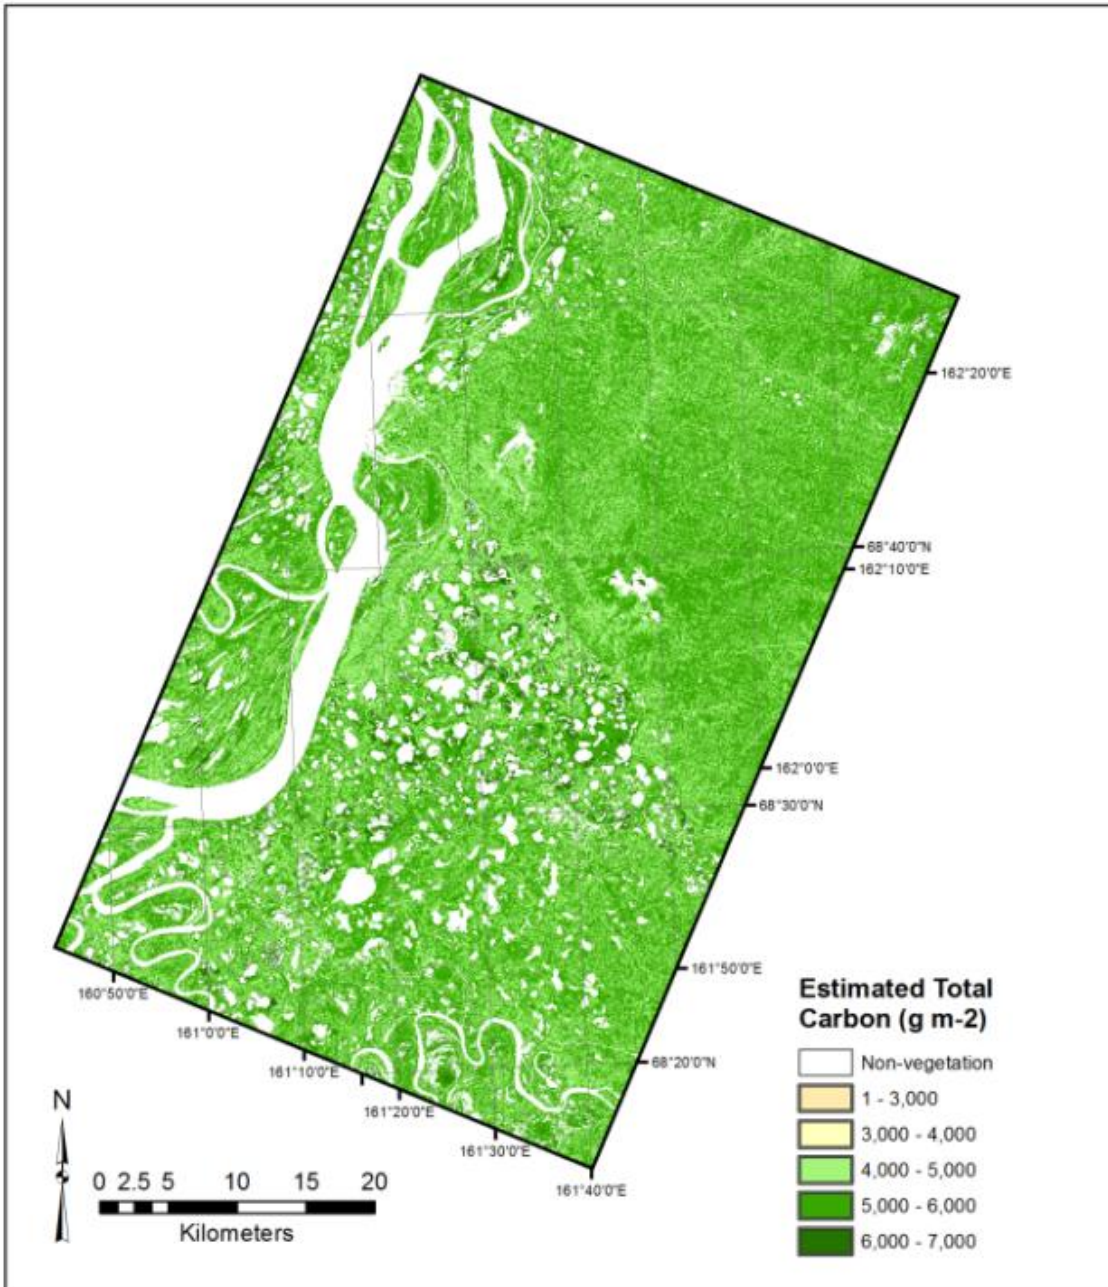 162°20'0"E
68°40'0"N
162°10'0"E
162°0'0"E
68°30'0"N
161°50'0"E
68°20'0"N
160°50'0"E
161°0'0"E
161°10'0"E
161°20'0"E
161°30'0"E
161°40'0"E
Estimated Total
Carbon (g m-2)
Non-vegetation
1 - 3,000
3,000 - 4,000
4,000 - 5,000
5,000 - 6,000
6,000 - 7,000
N
0 2.5 5 10 15 20
Kilometers